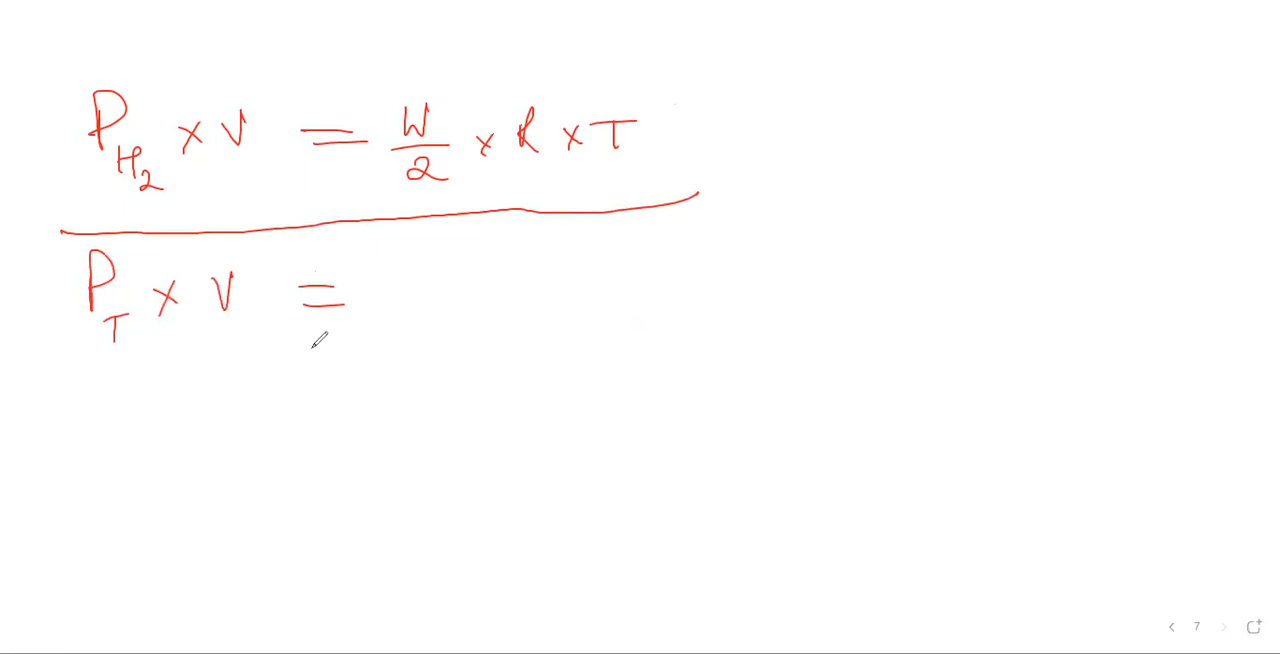 P_H₂ × V = W/2 × R × T
P_T × V =
7